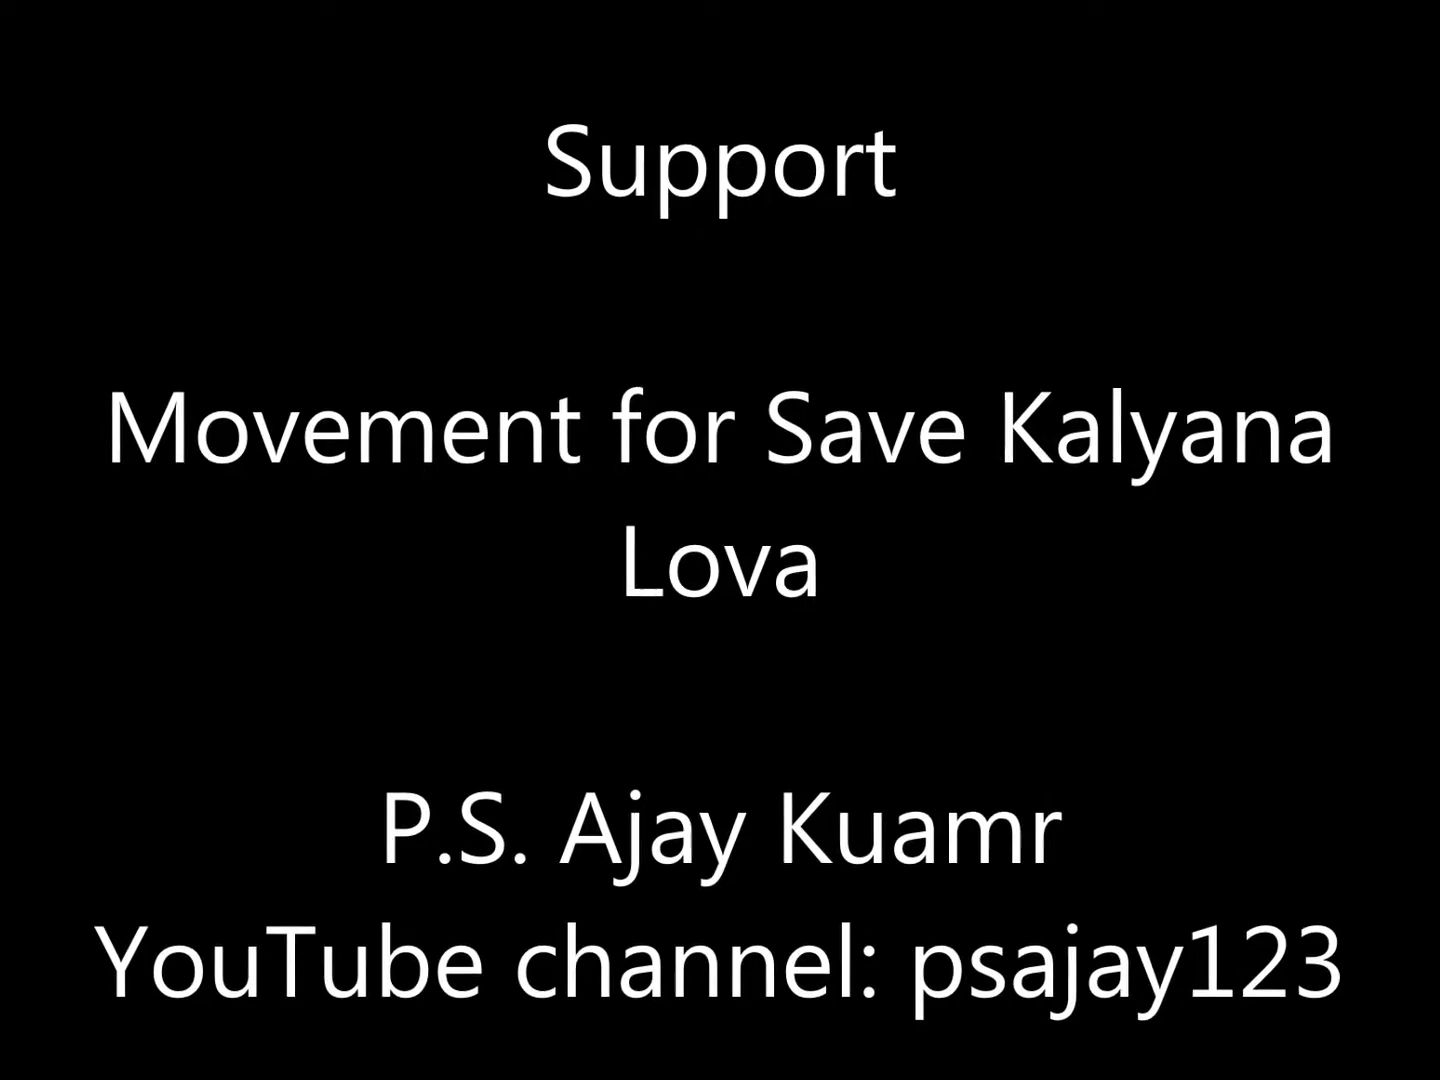 Support
Movement for Save Kalyana
Lova
P.S. Ajay Kuamr
YouTube channel: psajay123